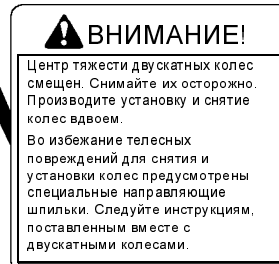 ВНИМАНИЕ!
Центр тяжести двускатных колес
смещен. Снимайте их осторожно.
Производите установку и снятие
колес вдвоем.
Во избежание телесных
повреждений для снятия и
установки колес предусмотрены
специальные направляющие
шпильки. Следуйте инструкциям,
поставленным вместе с
двускатными колесами.